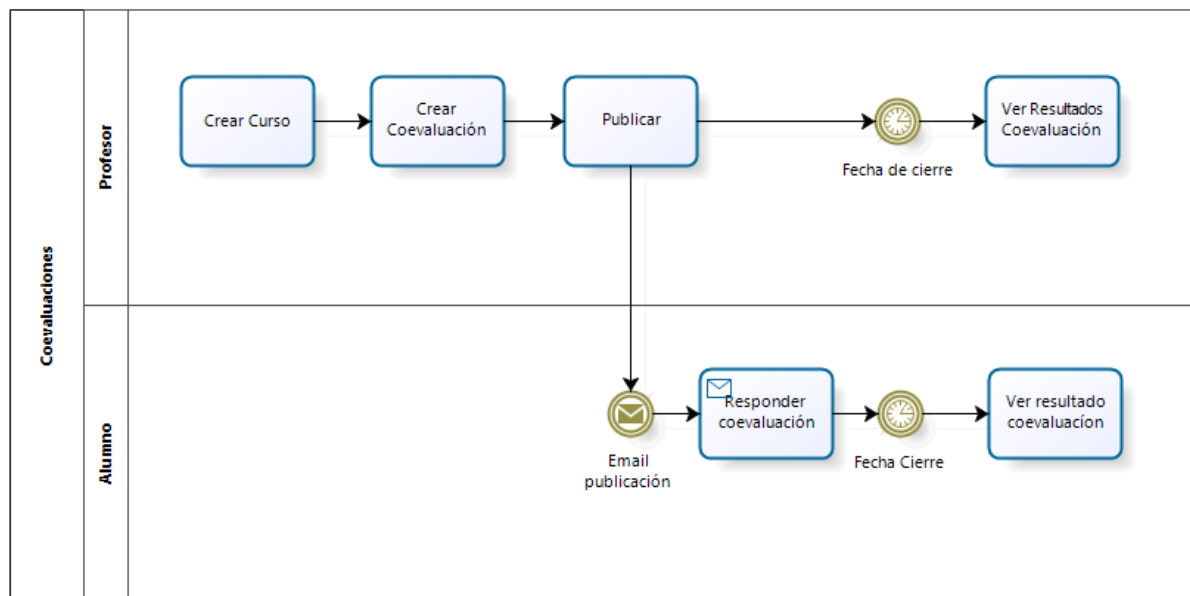 Coevaluaciones
Profesor
Crear Curso
Crear
Coevaluación
Publicar
Fecha de cierre
Ver Resultados
Coevaluación
Alumno
Email
publicación
Responder
coevaluación
Fecha Cierre
Ver resultado
coevaluacíon